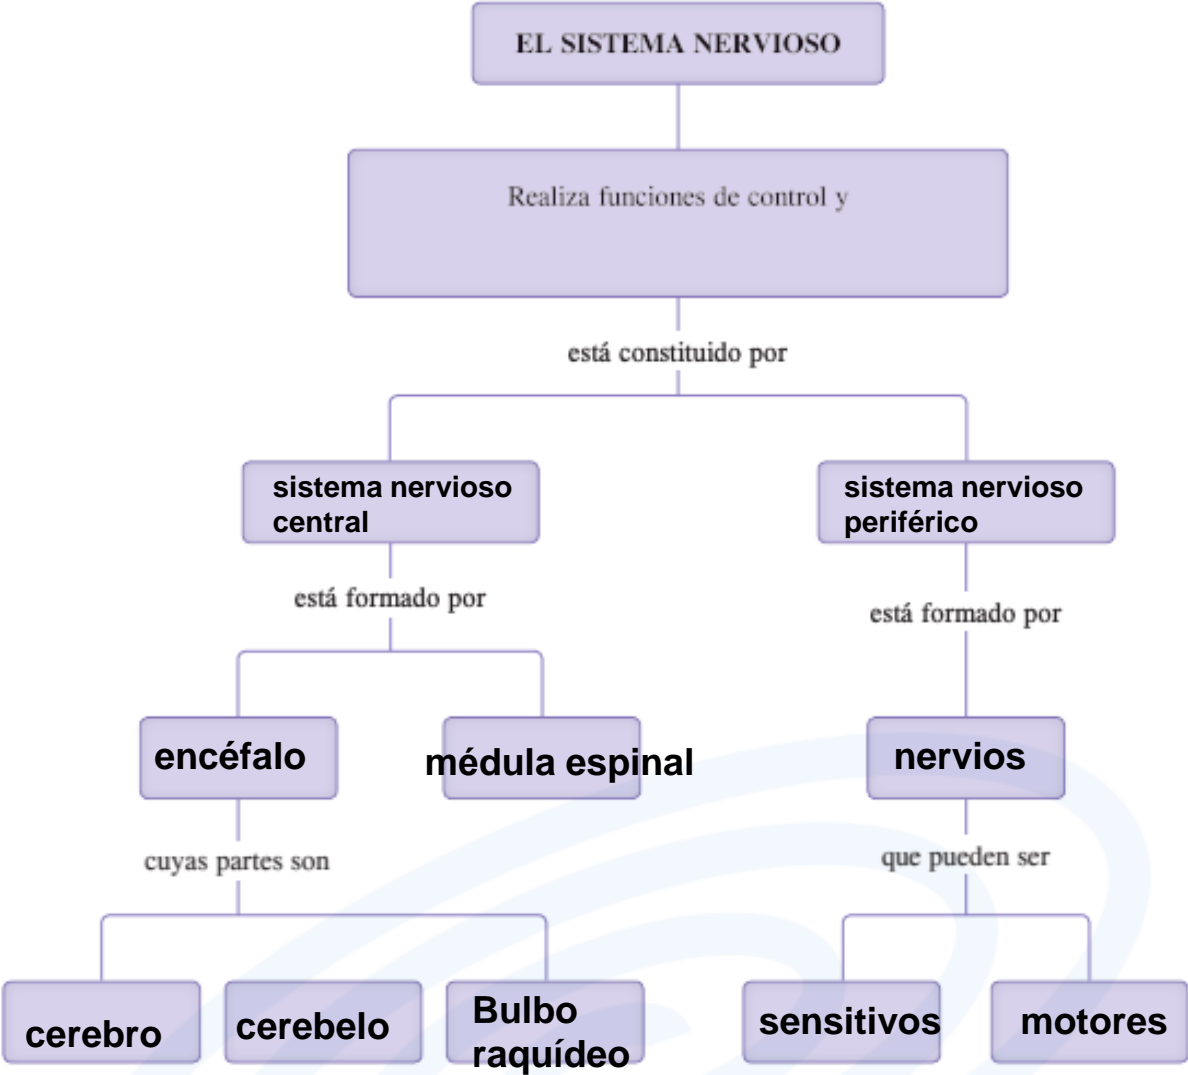 EL SISTEMA NERVIOSO
Realiza funciones de control y
está constituido por
sistema nervioso
central
sistema nervioso
periférico
está formado por
está formado por
encéfalo
médula espinal
nervios
cuyas partes son
que pueden ser
cerebro
cerebelo
Bulbo
raquídeo
sensitivos
motores